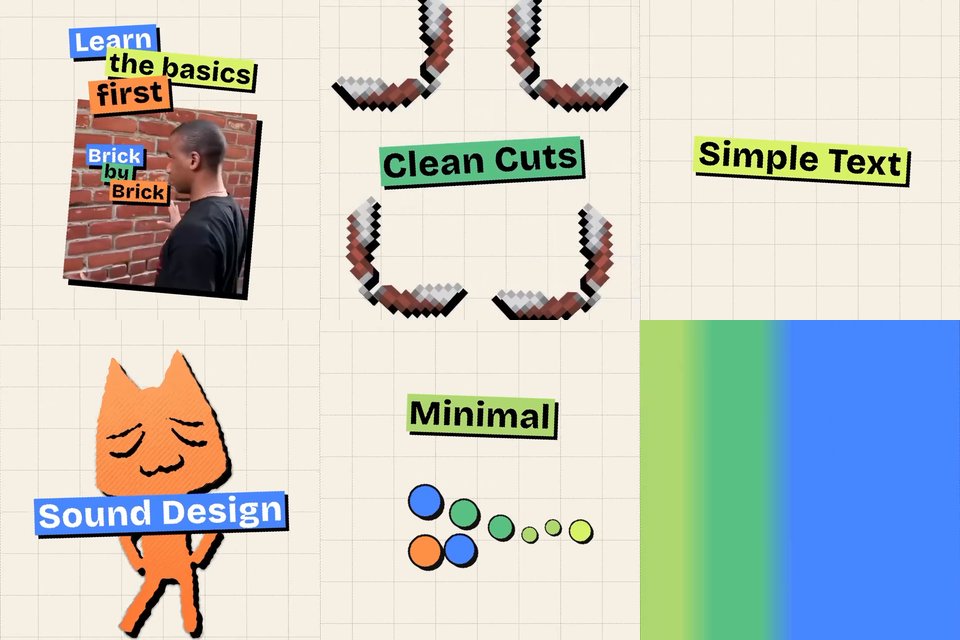 Learn
the basics
first
Brick
by
Brick
Clean Cuts
Simple Text
Sound Design
Minimal